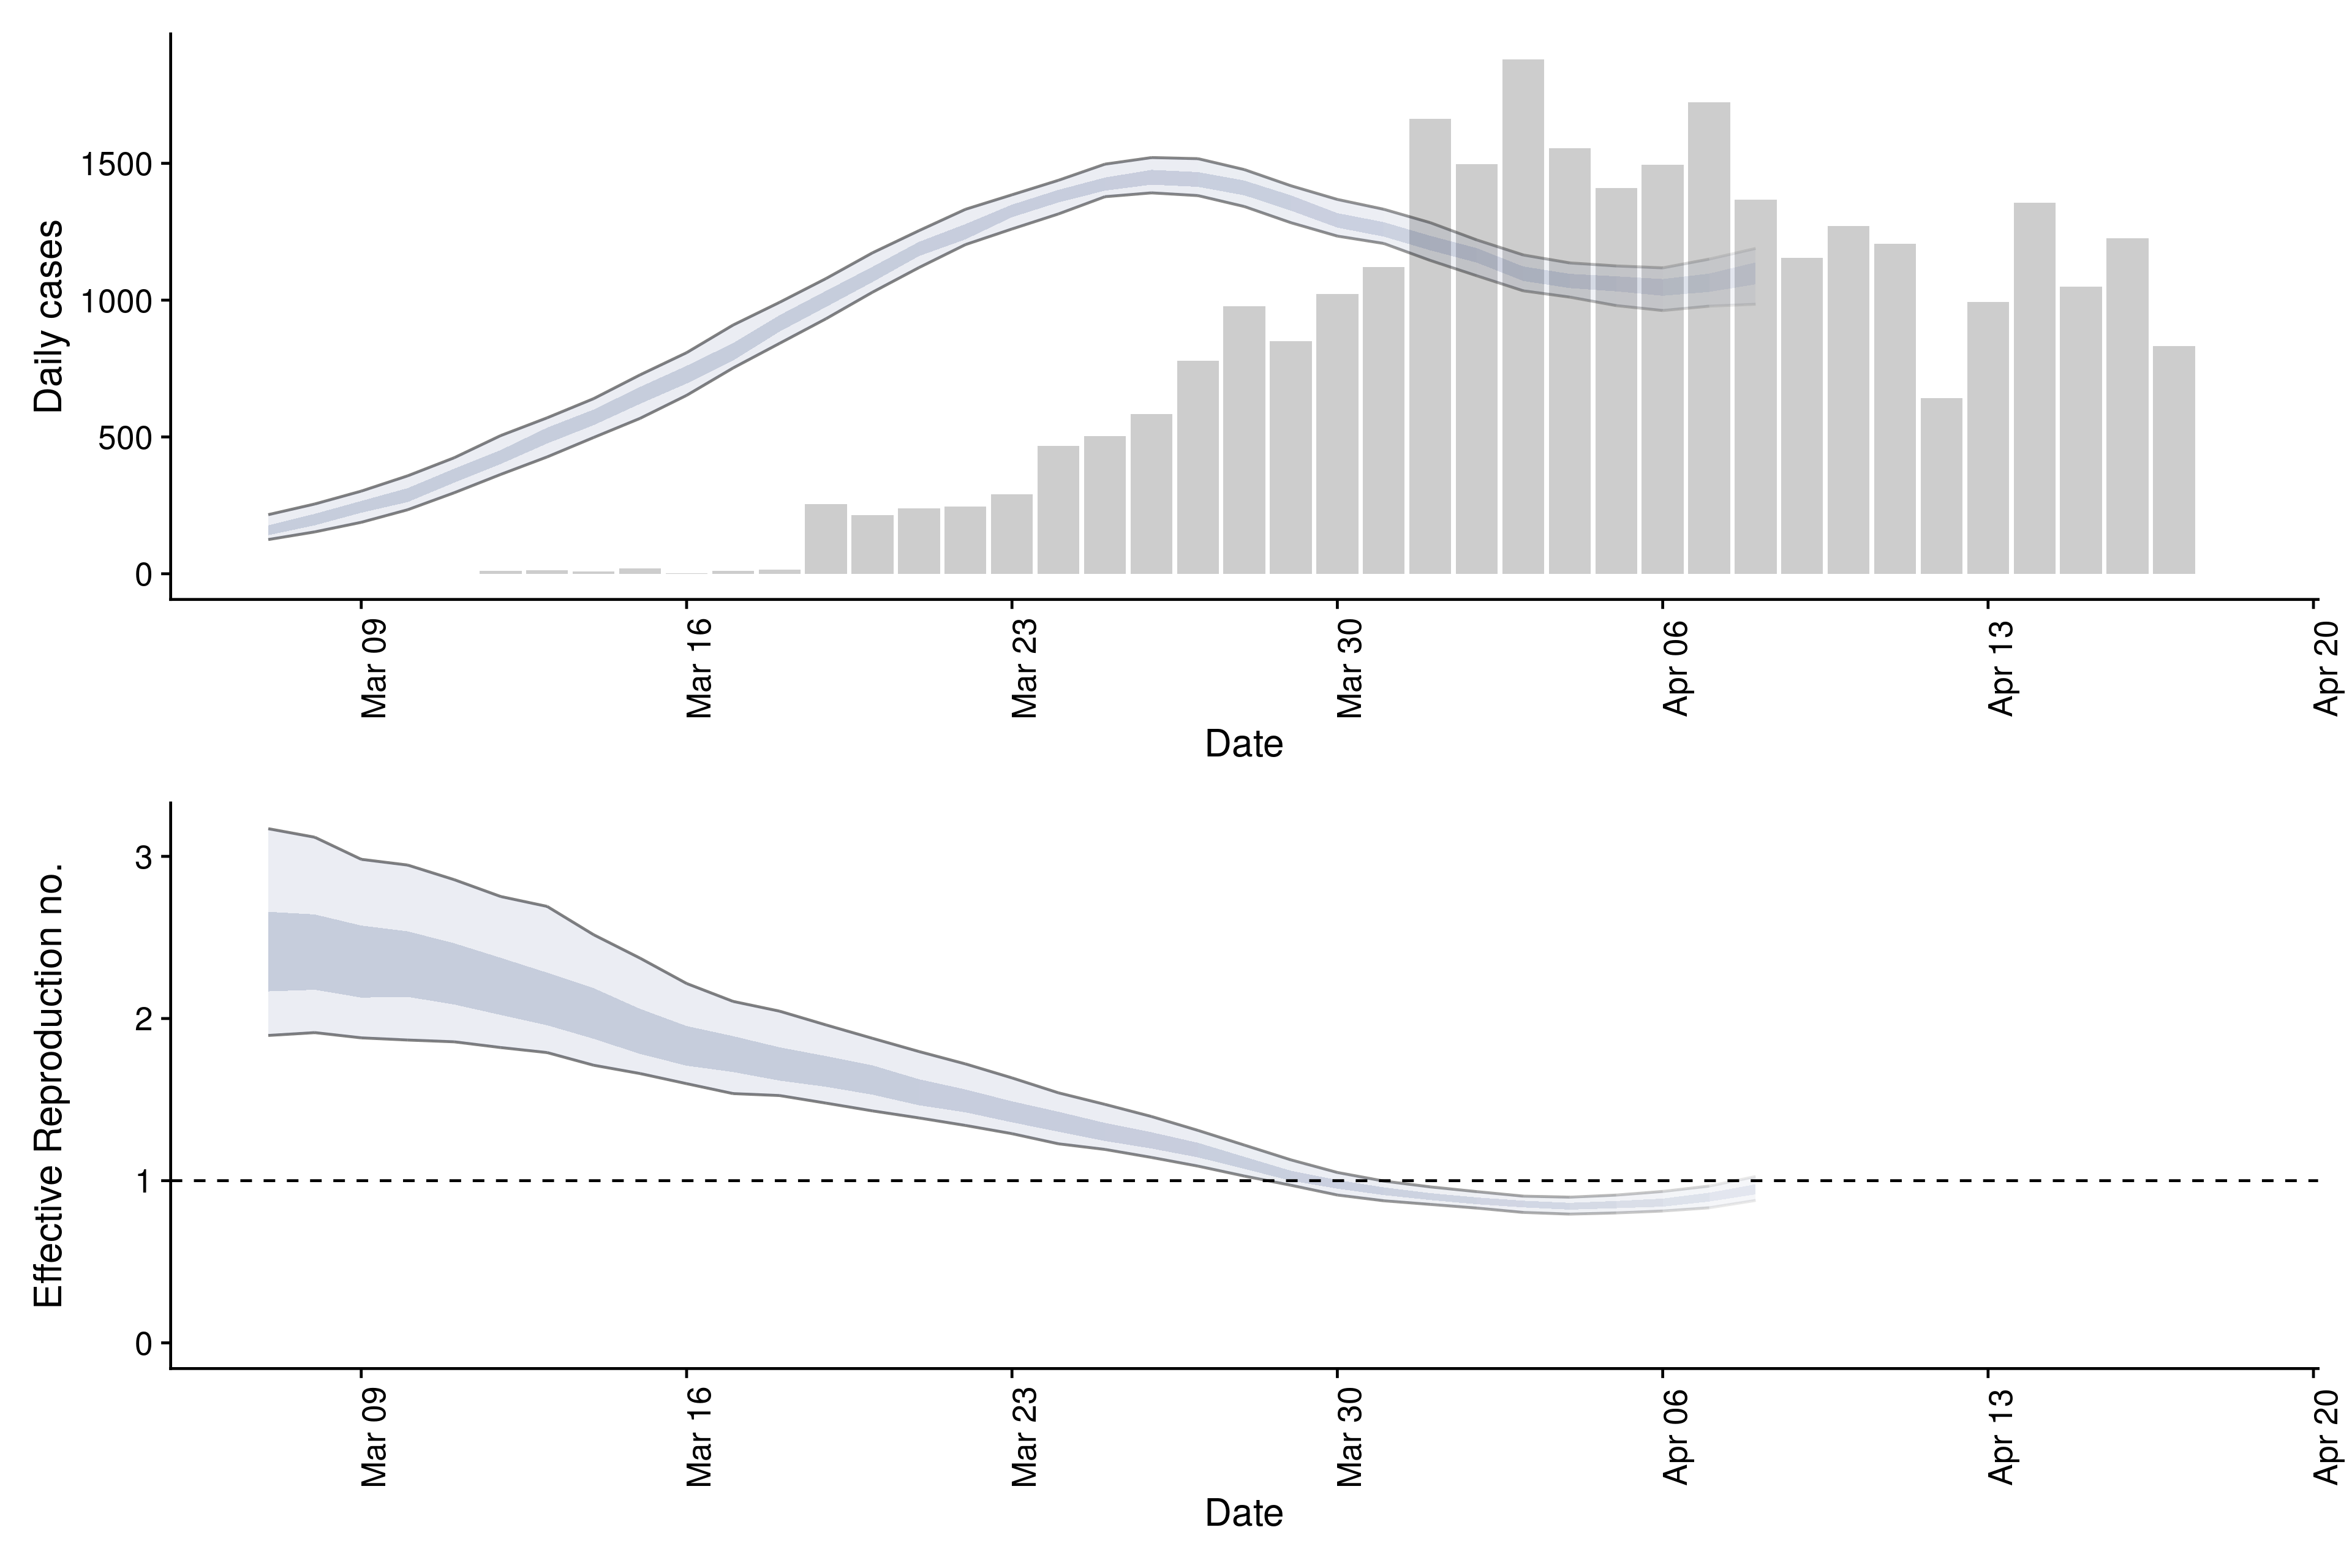 Daily cases
1500
1000
500
0
Mar 09
Mar 16
Mar 23
Mar 30
Apr 06
Apr 13
Apr 20
Date
Effective Reproduction no.
3
2
1
0
Mar 09
Mar 16
Mar 23
Mar 30
Apr 06
Apr 13
Apr 20
Date